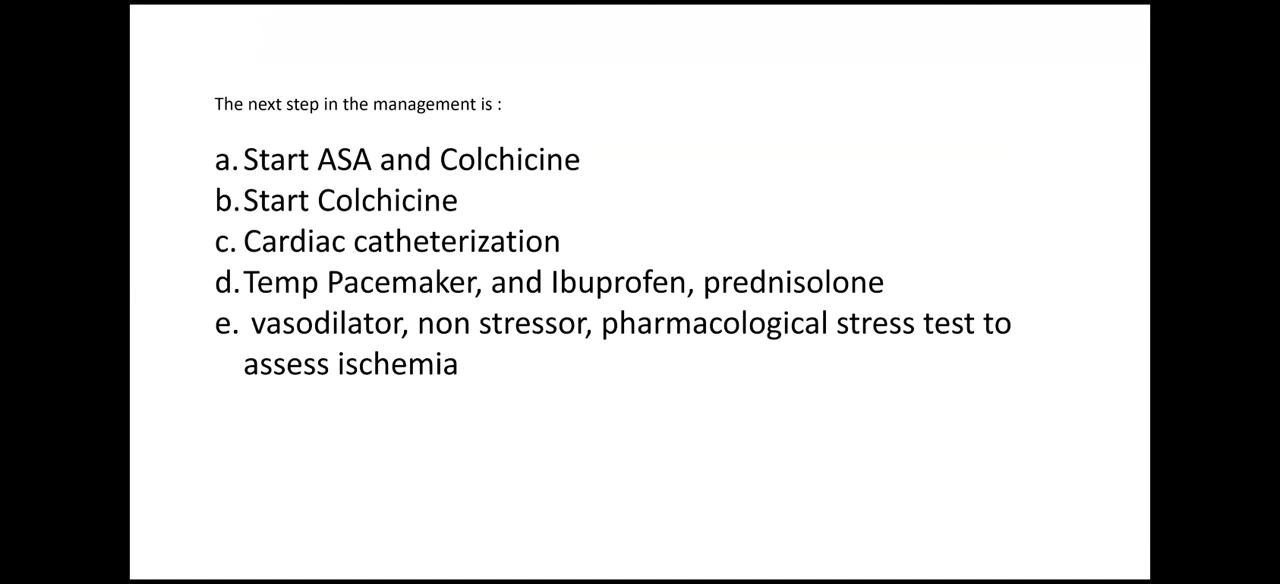 The next step in the management is :
a. Start ASA and Colchicine
b. Start Colchicine
c. Cardiac catheterization
d. Temp Pacemaker, and Ibuprofen, prednisolone
e. vasodilator, non stressor, pharmacological stress test to
assess ischemia